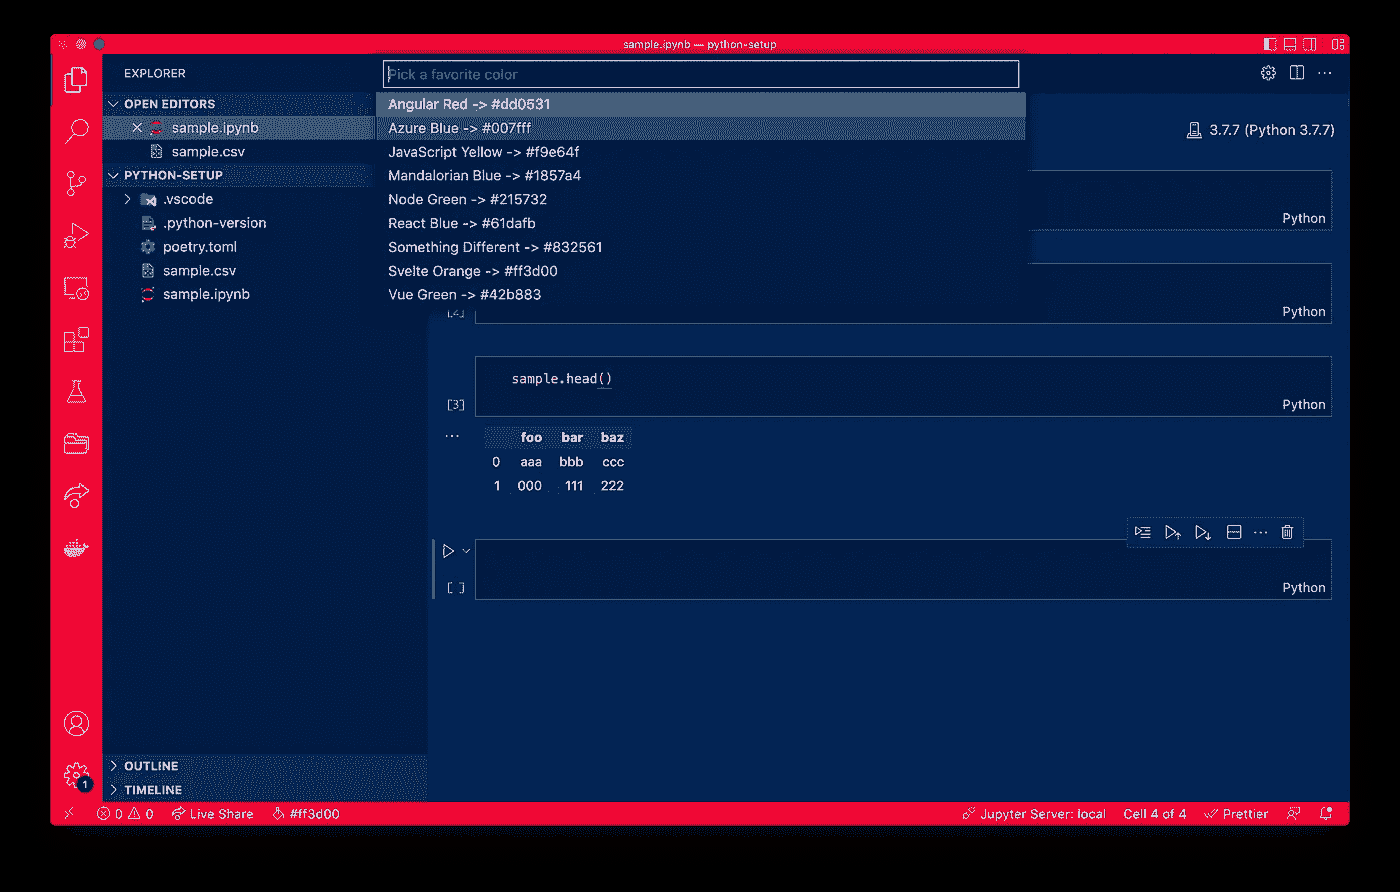 sample.ipynb — python-setup
EXPLORER
Pick a favorite color
OPEN EDITORS
sample.ipynb
sample.csv
PYTHON-SETUP
.vscode
.python-version
poetry.toml
sample.csv
sample.ipynb
Angular Red -> #dd0531
Azure Blue -> #007fff
JavaScript Yellow -> #f9e64f
Mandalorian Blue -> #1857a4
Node Green -> #215732
React Blue -> #61dafb
Something Different -> #832561
Svelte Orange -> #ff3d00
Vue Green -> #42b883
3.7.7 (Python 3.7.7)
Python
[2]
Python
sample.head()
[3]
Python
foo bar baz
0 aaa bbb ccc
1 000 111 222
[ ]
Python
OUTLINE
TIMELINE
1
0 0 Live Share #ff3d00 Jupyter Server: local Cell 4 of 4 Prettier